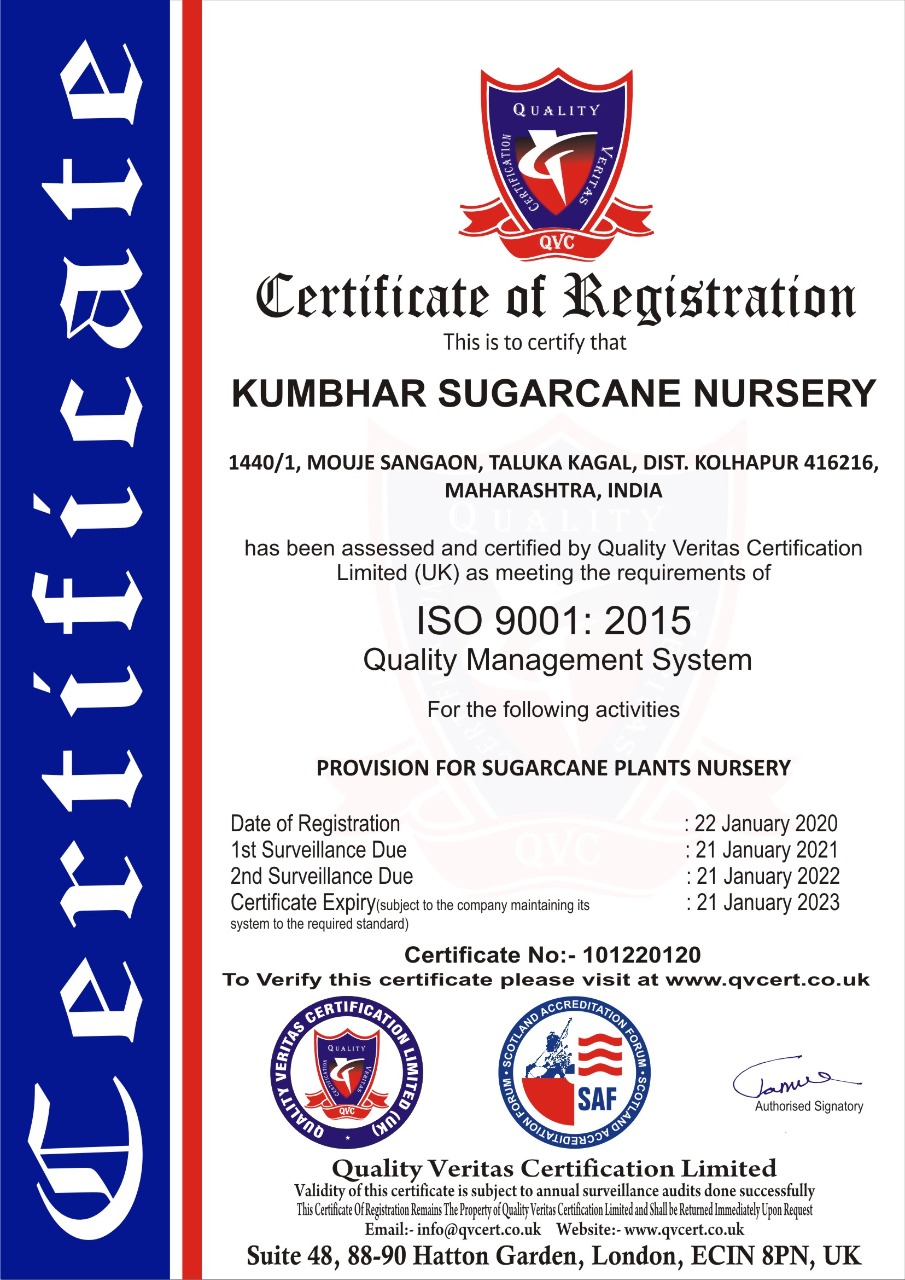 Certificate
QUALITY
CERTIFICATION
VERITAS
QVC
Certificate of Registration
This is to certify that
KUMBHAR SUGARCANE NURSERY
1440/1, MOUJE SANGAON, TALUKA KAGAL, DIST. KOLHAPUR 416216,
MAHARASHTRA, INDIA
has been assessed and certified by Quality Veritas Certification
Limited (UK) as meeting the requirements of
ISO 9001: 2015
Quality Management System
For the following activities
PROVISION FOR SUGARCANE PLANTS NURSERY
Date of Registration : 22 January 2020
1st Surveillance Due : 21 January 2021
2nd Surveillance Due : 21 January 2022
Certificate Expiry(subject to the company maintaining its : 21 January 2023
system to the required standard)
Certificate No:- 101220120
To Verify this certificate please visit at www.qvcert.co.uk
QUALITY VERITAS CERTIFICATION LIMITED (UK)
QUALITY
CERTIFICATION
VERITAS
QVC
SCOTLAND ACCREDITATION FORUM • SCOTLAND ACCREDITATION FORUM •
SAF
Authorised Signatory
Quality Veritas Certification Limited
Validity of this certificate is subject to annual surveillance audits done successfully
This Certificate Of Registration Remains The Property of Quality Veritas Certification Limited and Shall be Returned Immediately Upon Request
Email:- info@qvcert.co.uk Website:- www.qvcert.co.uk
Suite 48, 88-90 Hatton Garden, London, ECIN 8PN, UK